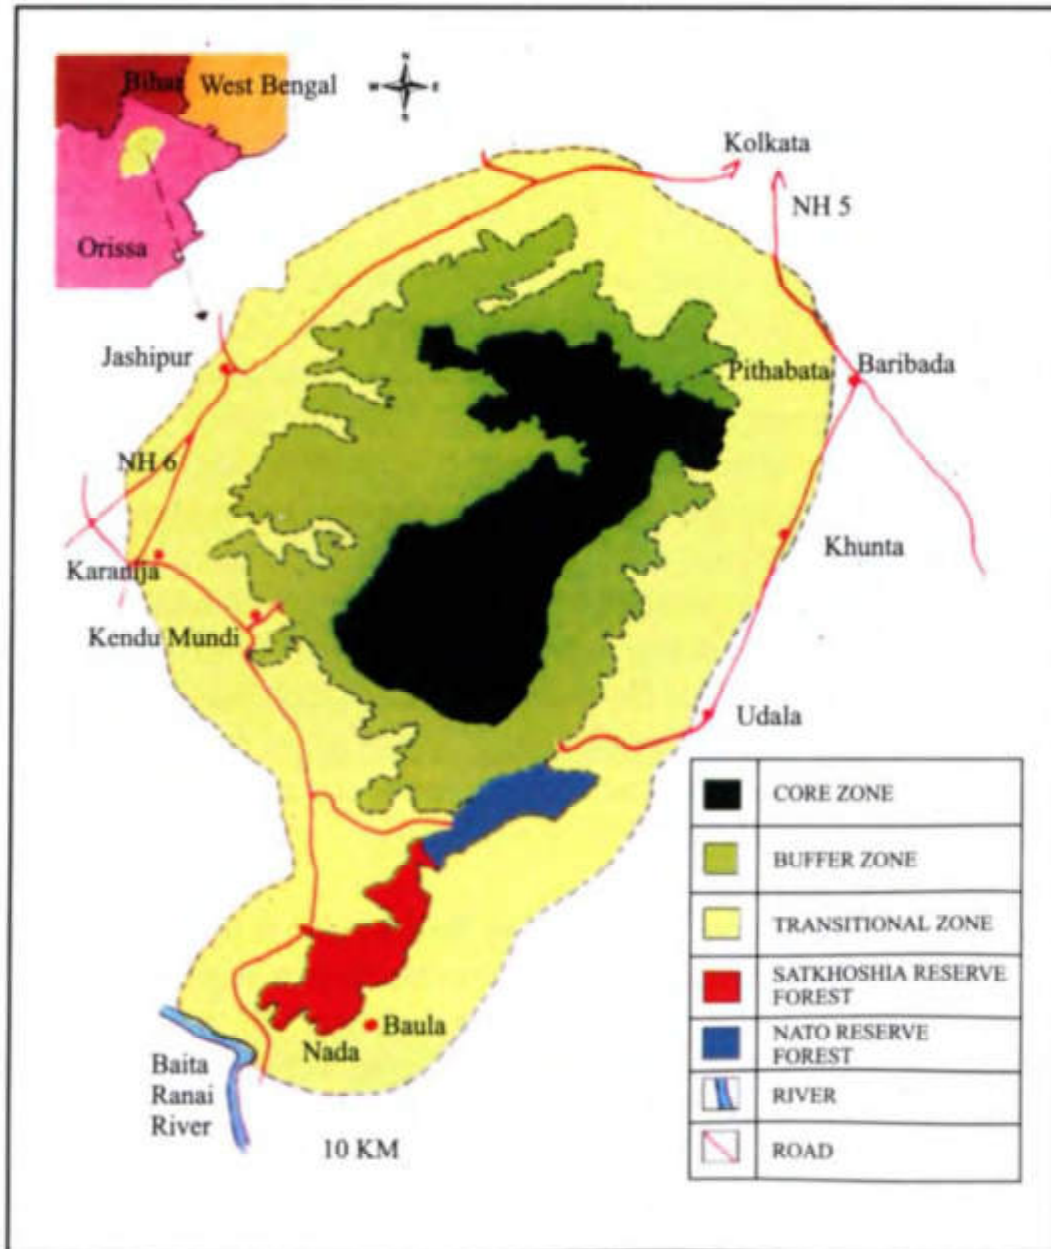 N
W
E
S
Bihar
West Bengal
Orissa
Kolkata
NH 5
Jashipur
Pithabata
Baribada
NH 6
Karanija
Khunta
Kendu Mundi
Udala
Baula
Nada
Baita
Ranai
River
10 KM
CORE ZONE
BUFFER ZONE
TRANSITIONAL ZONE
SATKHOSHIA RESERVE
FOREST
NATO RESERVE
FOREST
RIVER
ROAD